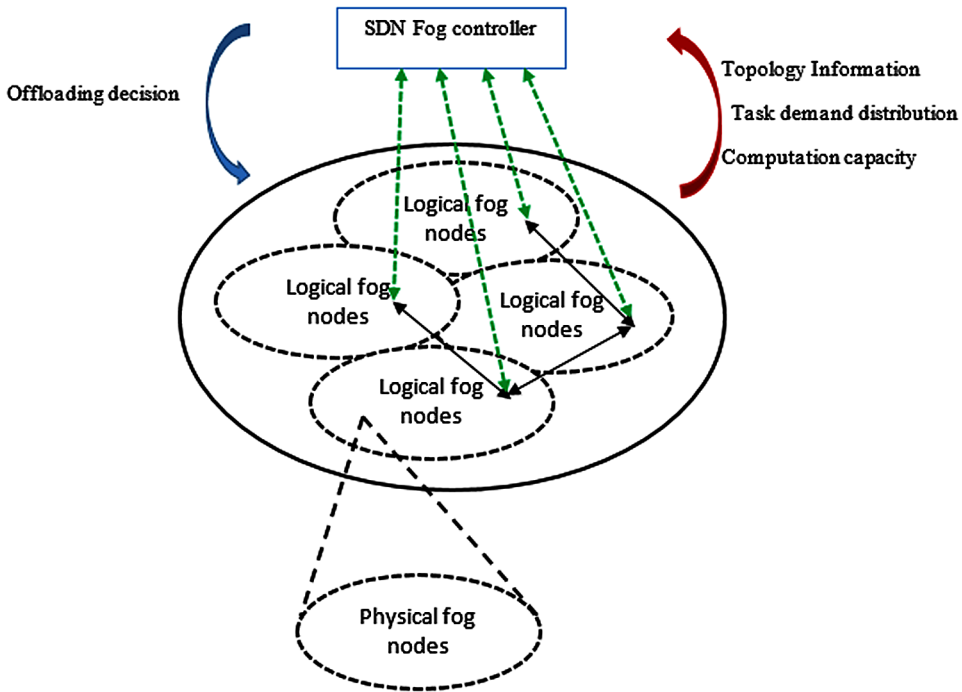 SDN Fog controller
Offloading decision
Topology Information
Task demand distribution
Computation capacity
Logical fog
nodes
Logical fog
nodes
Logical fog
nodes
Logical fog
nodes
Physical fog
nodes